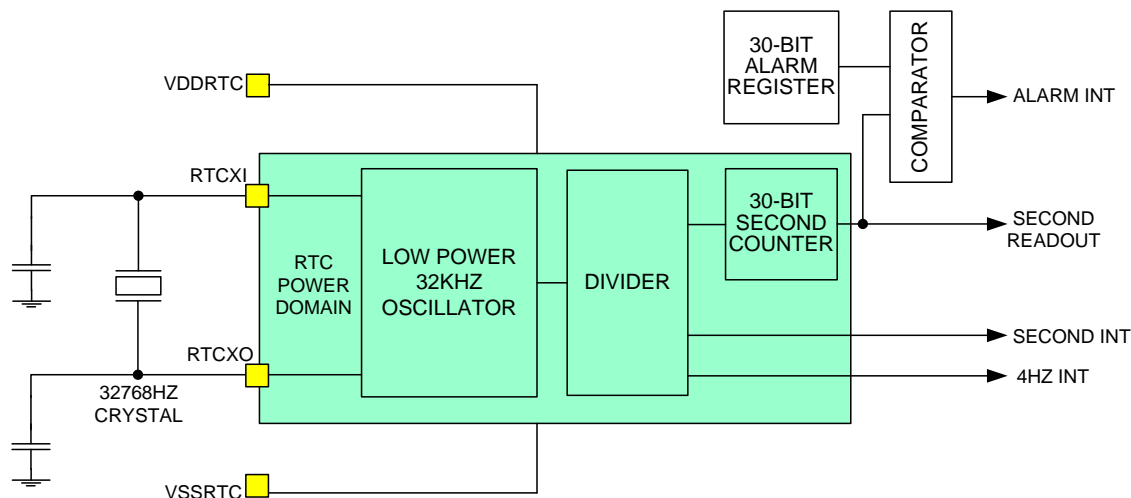 30-BIT
ALARM
REGISTER
COMPARATOR
ALARM INT
VDDRTC
RTCXI
30-BIT
SECOND
COUNTER
SECOND
READOUT
RTC
POWER
DOMAIN
LOW POWER
32KHZ
OSCILLATOR
DIVIDER
SECOND INT
RTCXO
4HZ INT
32768HZ
CRYSTAL
VSSRTC